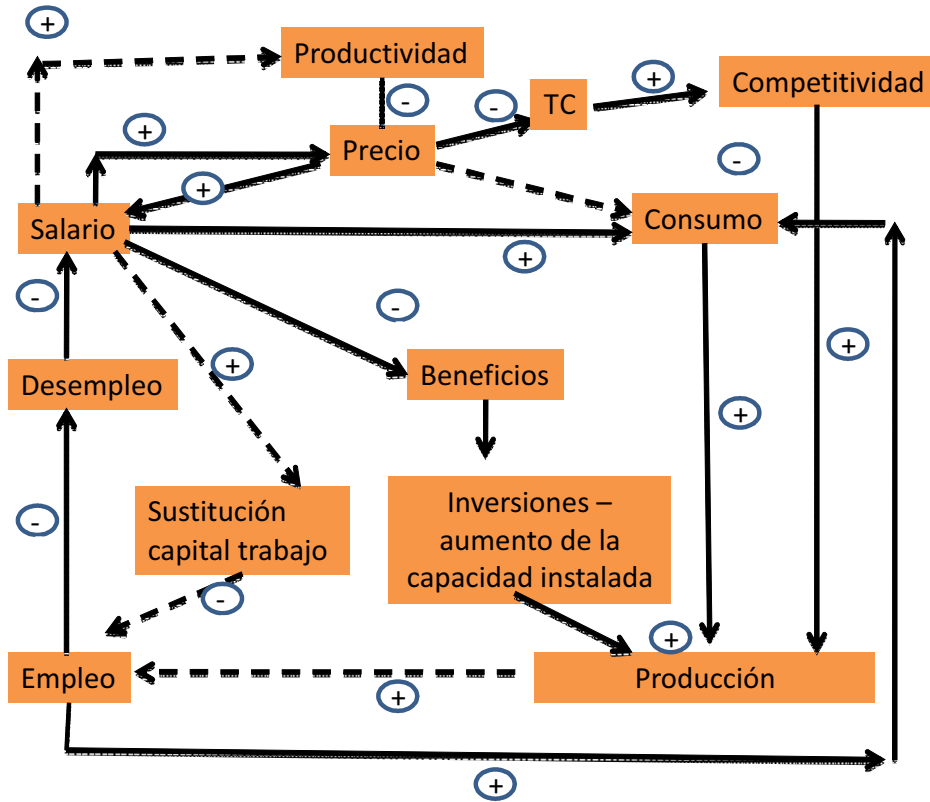 +
Productividad
-
-
TC
+
Competitividad
+
Precio
-
+
Salario
Consumo
+
-
-
+
+
Desempleo
Beneficios
+
-
Sustitución
capital trabajo
Inversiones –
aumento de la
capacidad instalada
-
+
Empleo
Producción
+
+